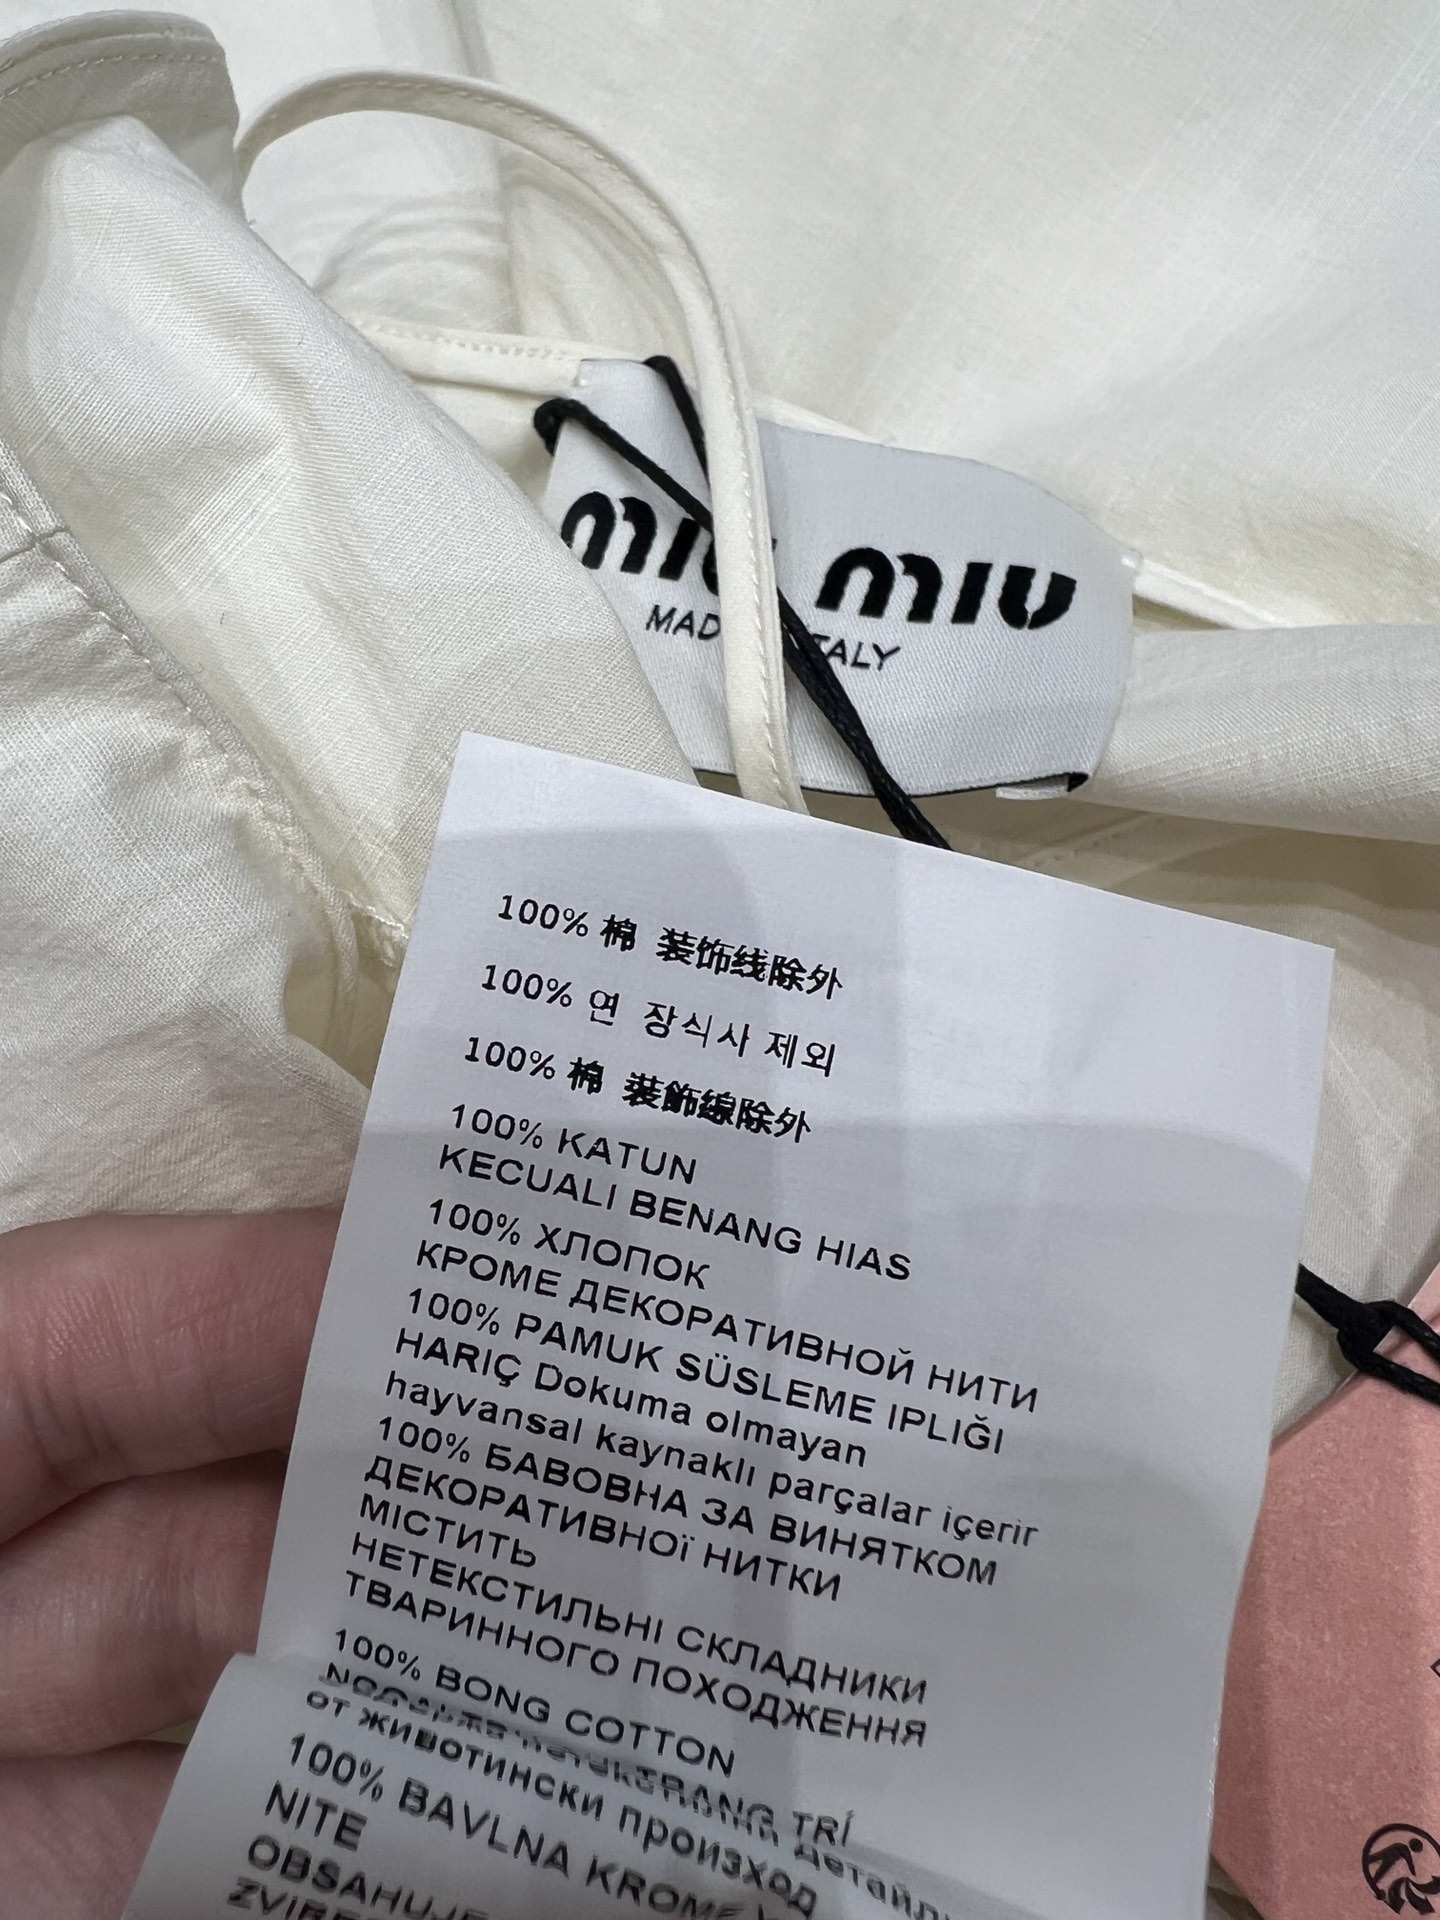 miu miu
MADE ITALY
100% 棉 装饰线除外
100% 면 장식사 제외
100% 棉 裝飾線除外
100% KATUN
KECUALI BENANG HIAS
100% ХЛОПОК
КРОМЕ ДЕКОРАТИВНОЙ НИТИ
100% PAMUK SÜSLEME IPLIĞI
HARIÇ Dokuma olmayan
hayvansal kaynaklı parçalar içerir
100% БАВОВНА ЗА ВИНЯТКОМ
ДЕКОРАТИВНОї НИТКИ
МІСТИТЬ
НЕТЕКСТИЛЬНІ СКЛАДНИКИ
ТВАРИННОГО ПОХОДЖЕННЯ
100% BONG COTTON
TRANG TRÍ
от животински произход
100% BAVLNA KROME
NITE
OBSAHUJE